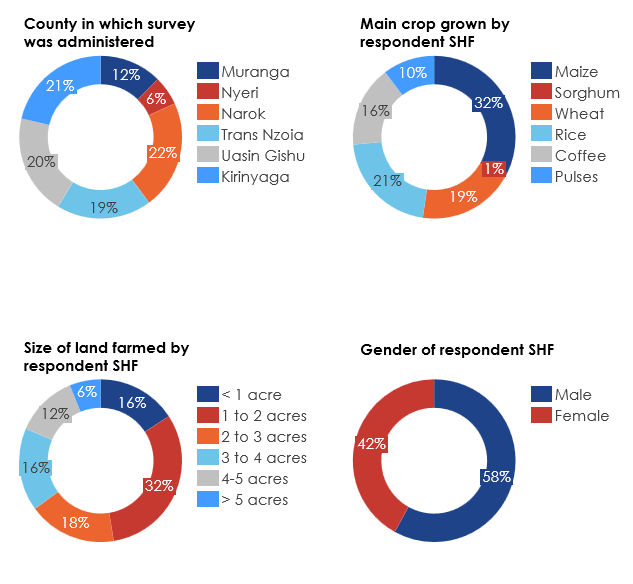 County in which survey
was administered
12%
6%
22%
19%
20%
21%
Muranga
Nyeri
Narok
Trans Nzoia
Uasin Gishu
Kirinyaga
Main crop grown by
respondent SHF
32%
1%
19%
21%
16%
10%
Maize
Sorghum
Wheat
Rice
Coffee
Pulses
Size of land farmed by
respondent SHF
16%
32%
18%
16%
12%
6%
< 1 acre
1 to 2 acres
2 to 3 acres
3 to 4 acres
4-5 acres
> 5 acres
Gender of respondent SHF
58%
42%
Male
Female